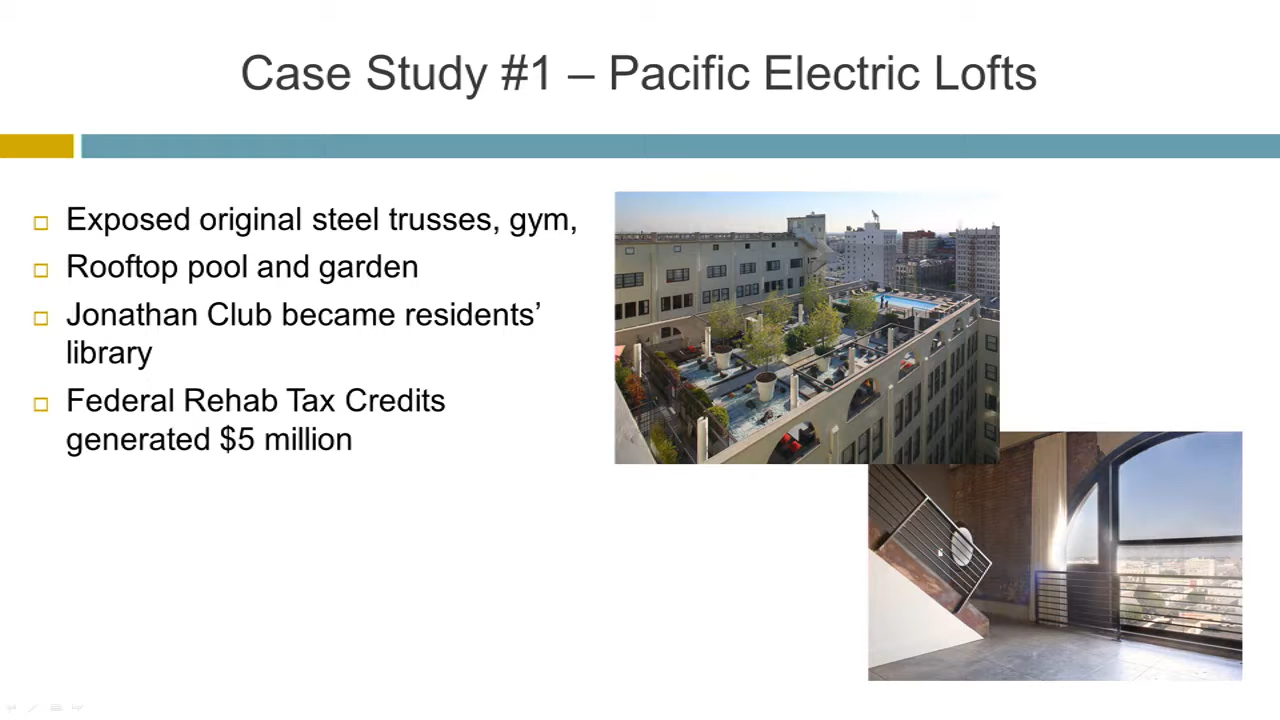 Case Study #1 – Pacific Electric Lofts
Exposed original steel trusses, gym,
Rooftop pool and garden
Jonathan Club became residents’
library
Federal Rehab Tax Credits
generated $5 million